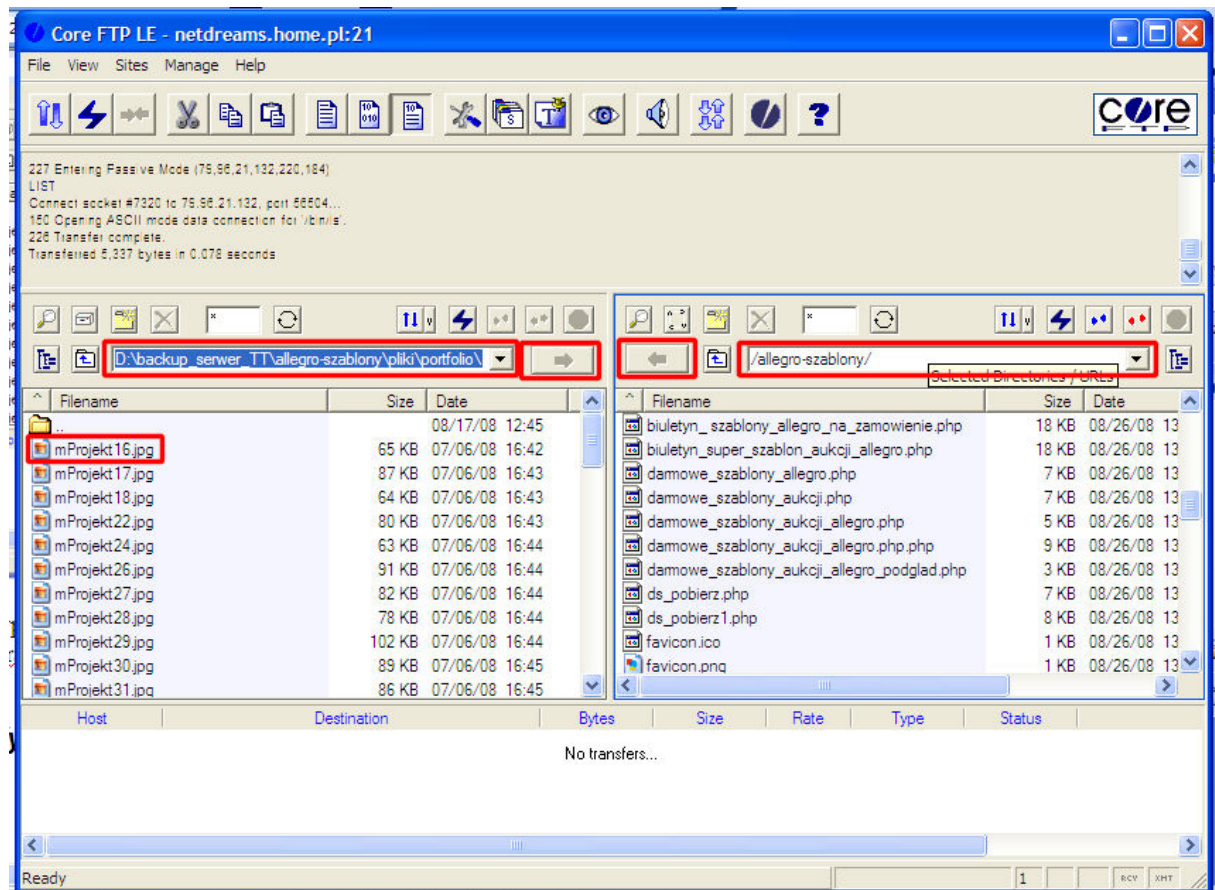 Core FTP LE - netdreams.home.pl:21
File View Sites Manage Help
core
227 Entering Passive Mode (79,96,21,132,220,184)
LIST
Connect socket #7320 to 79.96.21.132, port 56504...
150 Opening ASCII mode data connection for '/bin/ls'.
226 Transfer complete.
Transferred 5,337 bytes in 0.078 seconds
D:\backup_serwer_TT\allegro-szablony\pliki\portfolio\
Filename Size Date
.. 08/17/08 12:45
mProjekt16.jpg 65 KB 07/06/08 16:42
mProjekt17.jpg 87 KB 07/06/08 16:43
mProjekt18.jpg 64 KB 07/06/08 16:43
mProjekt22.jpg 80 KB 07/06/08 16:43
mProjekt24.jpg 63 KB 07/06/08 16:44
mProjekt26.jpg 91 KB 07/06/08 16:44
mProjekt27.jpg 82 KB 07/06/08 16:44
mProjekt28.jpg 78 KB 07/06/08 16:44
mProjekt29.jpg 102 KB 07/06/08 16:44
mProjekt30.jpg 89 KB 07/06/08 16:45
mProjekt31.jpg 86 KB 07/06/08 16:45
/allegro-szablony/
Selected Directories / URLs
Filename Size Date
biuletyn_ szablony_allegro_na_zamowienie.php 18 KB 08/26/08 13
biuletyn_super_szablon_aukcji_allegro.php 18 KB 08/26/08 13
darmowe_szablony_allegro.php 7 KB 08/26/08 13
darmowe_szablony_aukcji.php 7 KB 08/26/08 13
darmowe_szablony_aukcji_allegro.php 5 KB 08/26/08 13
darmowe_szablony_aukcji_allegro.php.php 9 KB 08/26/08 13
darmowe_szablony_aukcji_allegro_podglad.php 3 KB 08/26/08 13
ds_pobierz.php 7 KB 08/26/08 13
ds_pobierz1.php 8 KB 08/26/08 13
favicon.ico 1 KB 08/26/08 13
favicon.png 1 KB 08/26/08 13
Host Destination Bytes Size Rate Type Status
No transfers...
Ready 1 RCV XMT